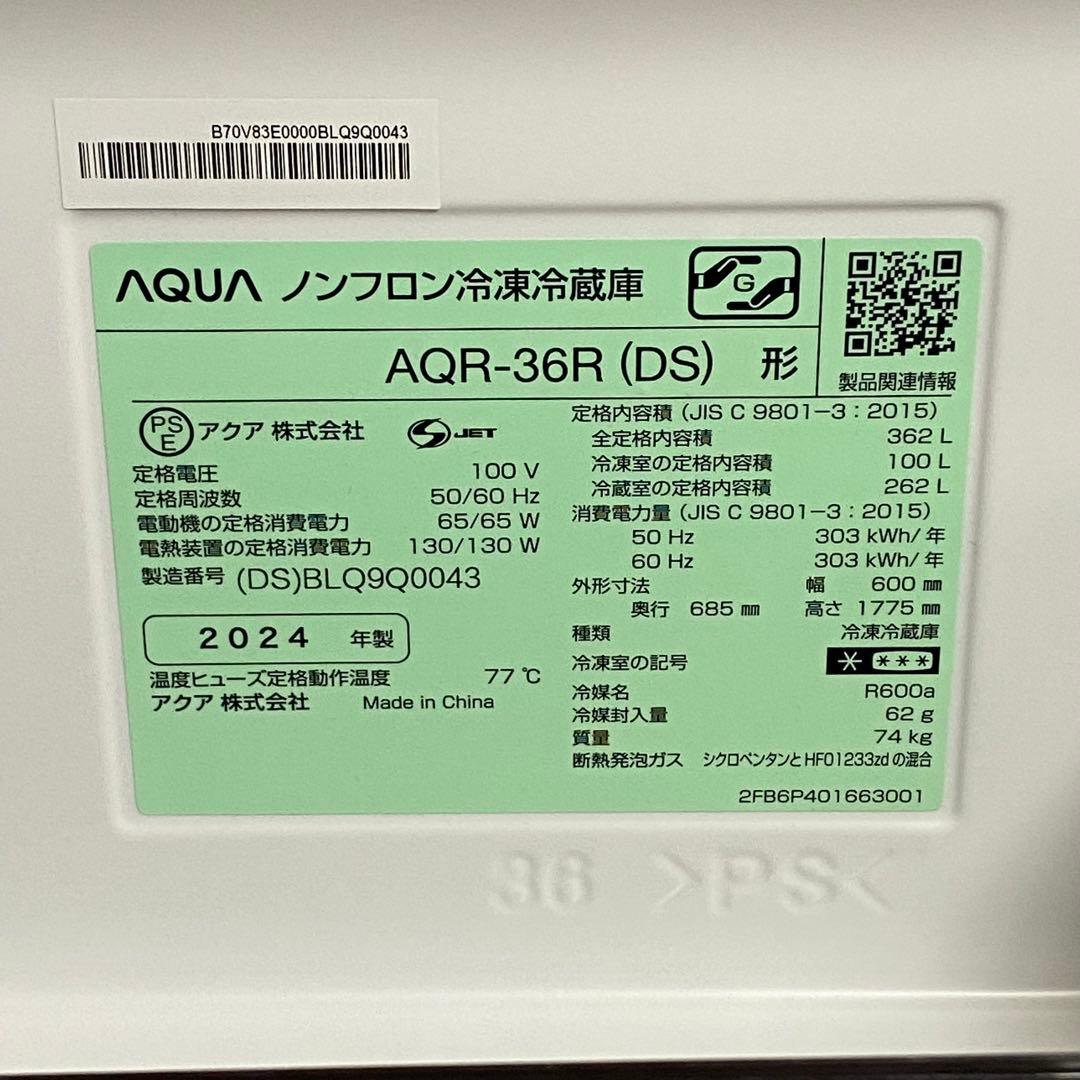 B70V83E0000BLQ9Q0043
AQUA ノンフロン冷凍冷蔵庫
G
AQR-36R (DS) 形
製品関連情報
PS
E
アクア 株式会社
S JET
定格電圧 100 V
定格周波数 50/60 Hz
電動機の定格消費電力 65/65 W
電熱装置の定格消費電力 130/130 W
製造番号 (DS)BLQ9Q0043
2024 年製
温度ヒューズ定格動作温度 77 ℃
アクア 株式会社 Made in China
定格内容積 (JIS C 9801-3:2015)
全定格内容積 362 L
冷凍室の定格内容積 100 L
冷蔵室の定格内容積 262 L
消費電力量 (JIS C 9801-3:2015)
50 Hz 303 kWh/年
60 Hz 303 kWh/年
外形寸法 幅 600 ㎜
奥行 685 ㎜ 高さ 1775 ㎜
種類 冷凍冷蔵庫
冷凍室の記号 * ***
冷媒名 R600a
冷媒封入量 62 g
質量 74 kg
断熱発泡ガス シクロペンタンとHFO1233zdの混合
2FB6P401663001
36 >PS<